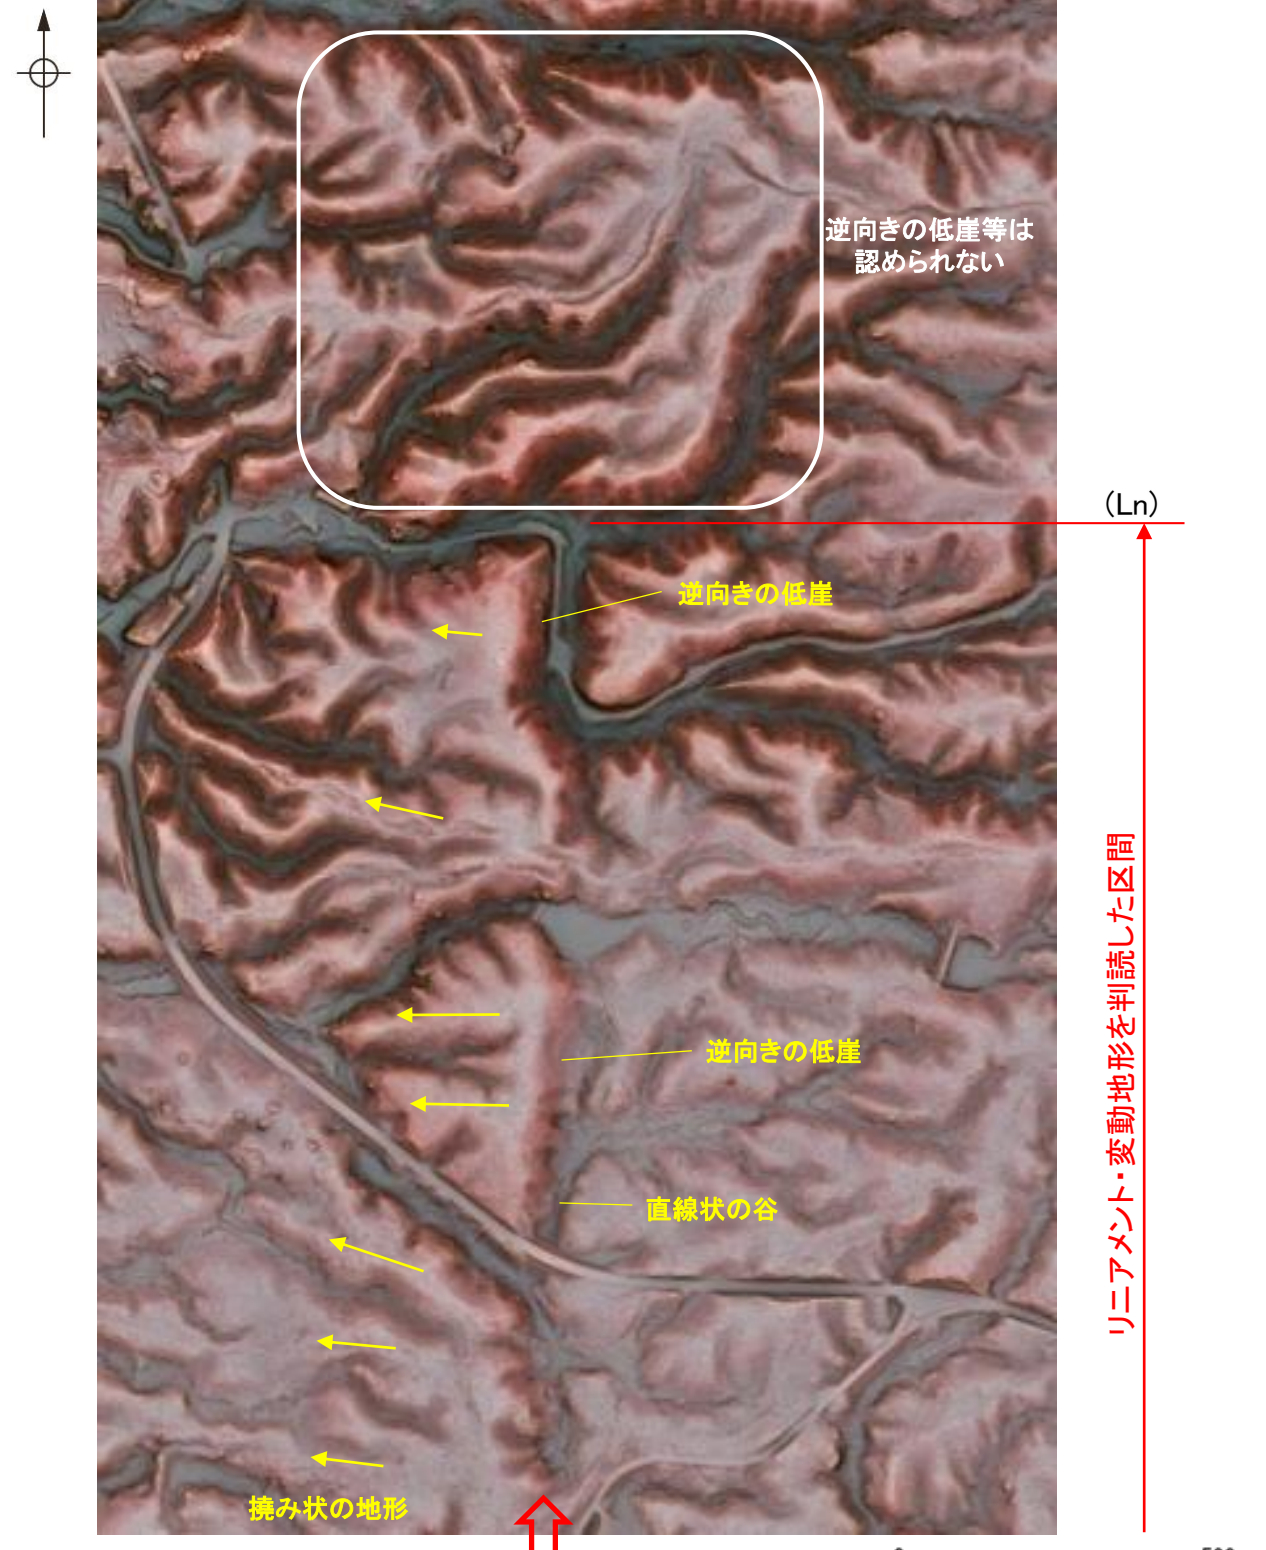 逆向きの低崖等は
認められない
(Ln)
逆向きの低崖
リニアメント・変動地形を判読した区間
逆向きの低崖
直線状の谷
撓み状の地形